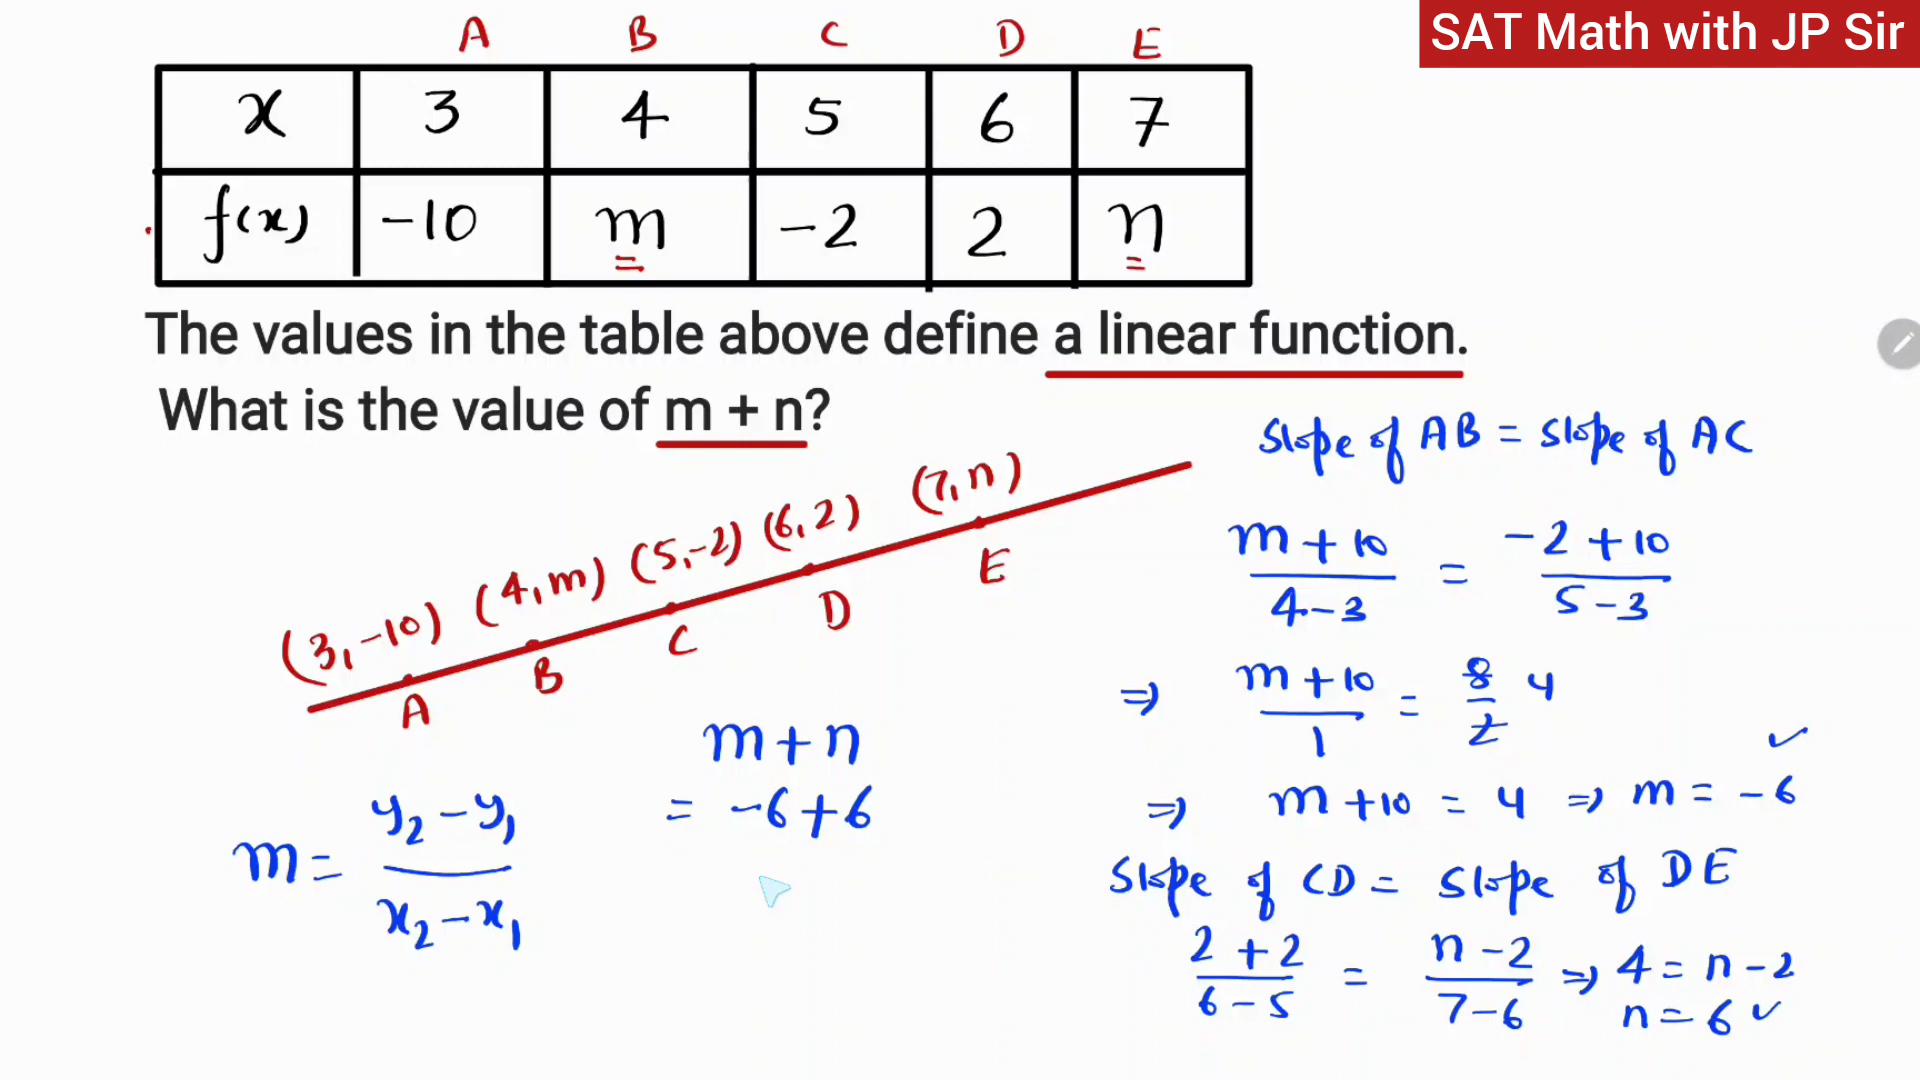 SAT Math with JP Sir
A B C D E
x 3 4 5 6 7
f(x) -10 m -2 2 n
The values in the table above define a linear function.
What is the value of m + n?
(3,-10) (4,m) (5,-2) (6,2) (7,n)
A B C D E
m = y₂ - y₁ / x₂ - x₁
m + n
= -6 + 6
Slope of AB = Slope of AC
m + 10 / 4 - 3 = -2 + 10 / 5 - 3
⇒ m + 10 / 1 = 8 / 2 4
⇒ m + 10 = 4 ⇒ m = -6 ✓
Slope of CD = Slope of DE
2 + 2 / 6 - 5 = n - 2 / 7 - 6 ⇒ 4 = n - 2
n = 6 ✓